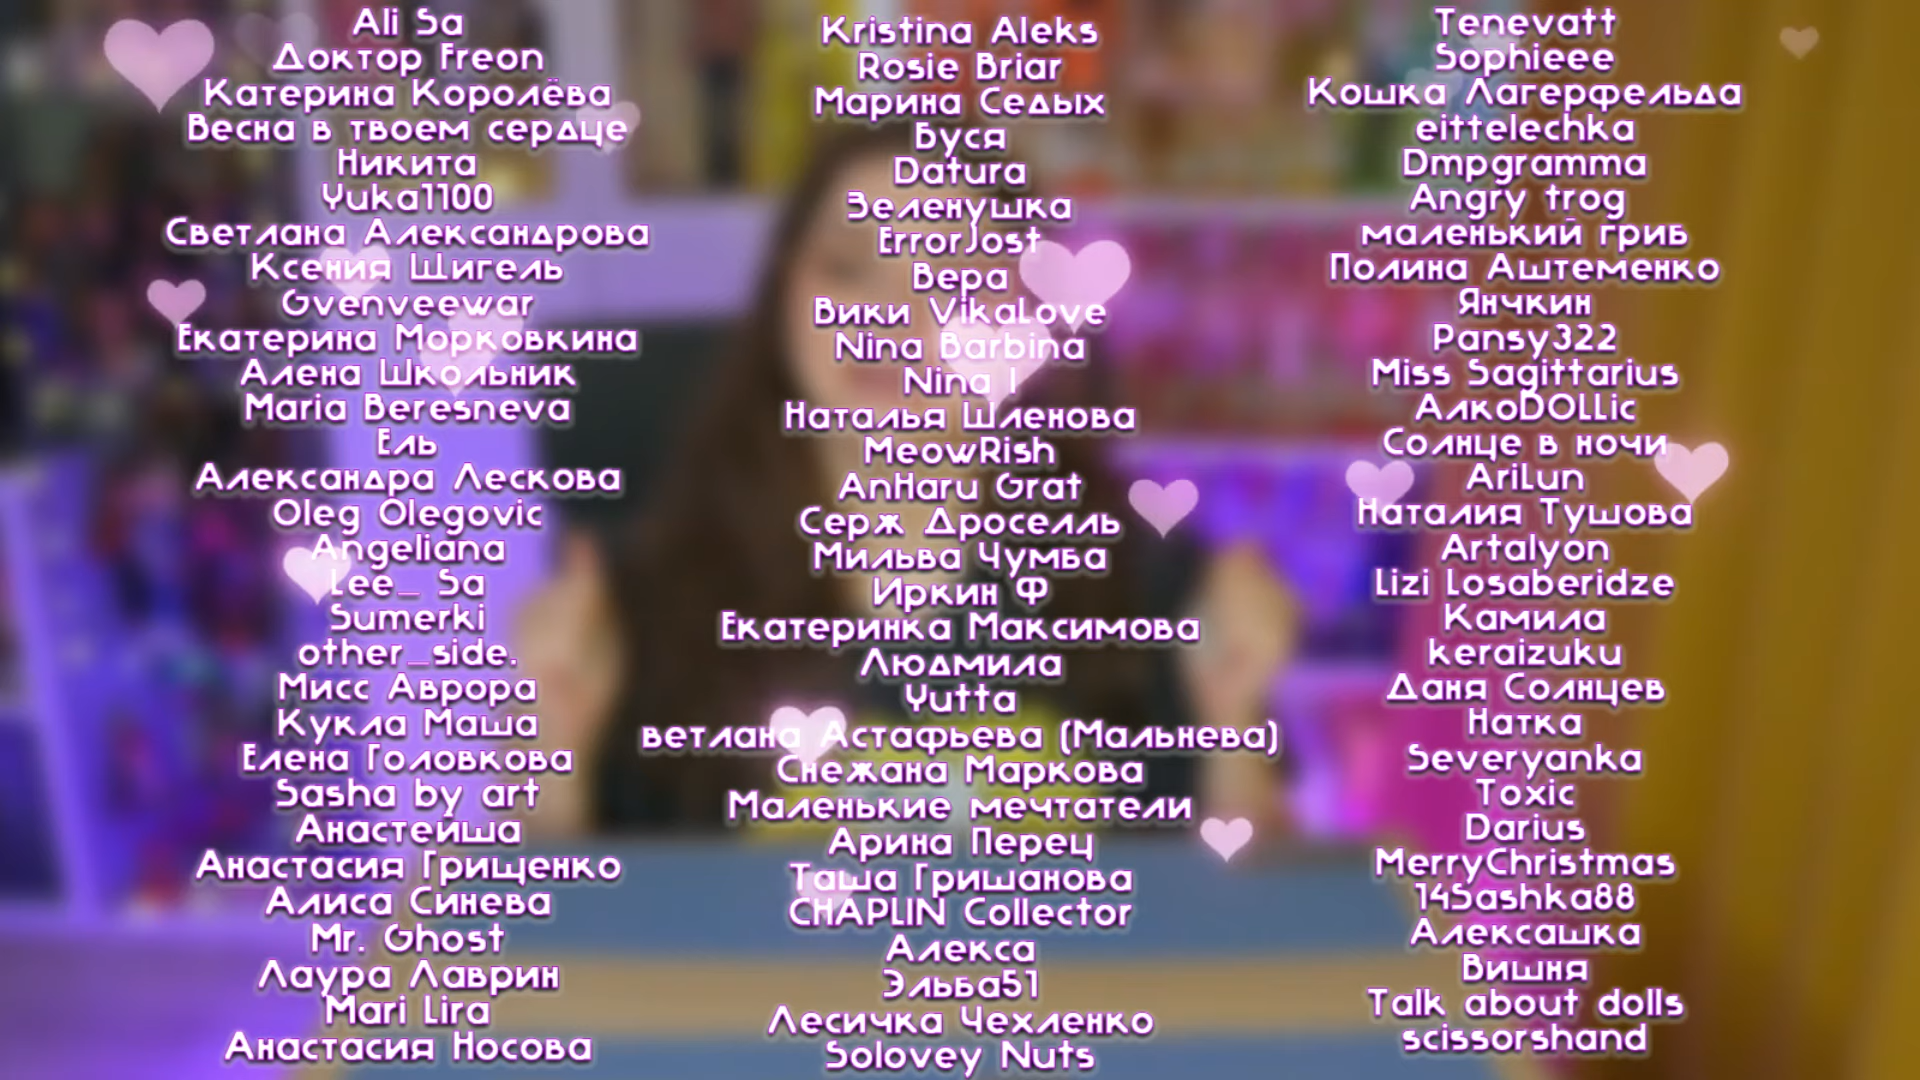 Ali Sa
Доктор Freon
Катерина Королёва
Весна в твоем сердце
Никита
Yuka1100
Светлана Александрова
Ксения Щигель
Gvenveewar
Екатерина Морковкина
Алена Школьник
Maria Beresneva
Ель
Александра Лескова
Oleg Olegovic
Angeliana
Lee_ Sa
Sumerki
other_side.
Мисс Аврора
Кукла Маша
Елена Головкова
Sasha by art
Анастейша
Анастасия Грищенко
Алиса Синева
Mr. Ghost
Лаура Лаврин
Mari Lira
Анастасия Носова
Kristina Aleks
Rosie Briar
Марина Седых
Буся
Datura
Зеленушка
ErrorJost
Вера
Вики VikaLove
Nina Barbina
Nina I
Наталья Шленова
MeowRish
AnHaru Grat
Серж Дроселль
Мильва Чумба
Иркин Ф
Екатеринка Максимова
Людмила
Yutta
ветлана Астафьева (Мальнева)
Снежана Маркова
Маленькие мечтатели
Арина Перец
Таша Гришанова
CHAPLIN Collector
Алекса
Эльба51
Лесичка Чехленко
Solovey Nuts
Tenevatt
Sophieee
Кошка Лагерфельда
eittelechka
Dmpgramma
Angry trog
маленький гриб
Полина Аштеменко
Янчкин
Pansy322
Miss Sagittarius
АлкоDOLLic
Солнце в ночи
AriLun
Наталия Тушова
Artalyon
Lizi Losaberidze
Камила
keraizuku
Даня Солнцев
Натка
Severyanka
Toxic
Darius
MerryChristmas
14Sashka88
Алексашка
Вишня
Talk about dolls
scissorshand